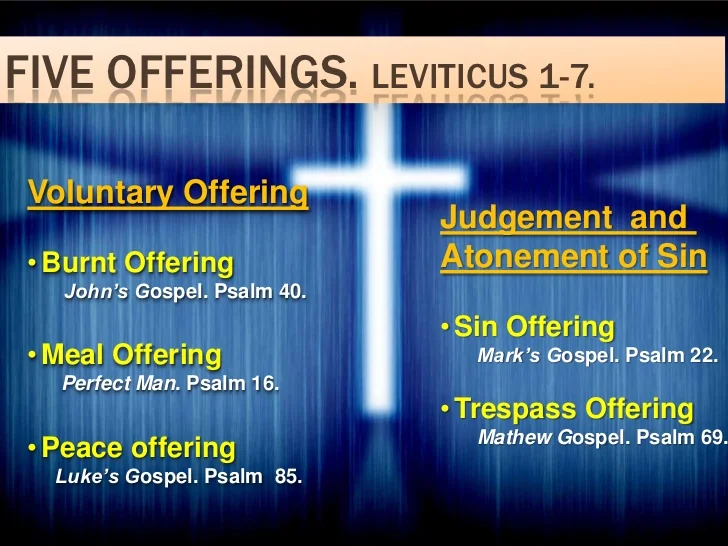 FIVE OFFERINGS. LEVITICUS 1-7.
Voluntary Offering
• Burnt Offering
John's Gospel. Psalm 40.
• Meal Offering
Perfect Man. Psalm 16.
• Peace offering
Luke's Gospel. Psalm 85.
Judgement and
Atonement of Sin
• Sin Offering
Mark's Gospel. Psalm 22.
• Trespass Offering
Mathew Gospel. Psalm 69.